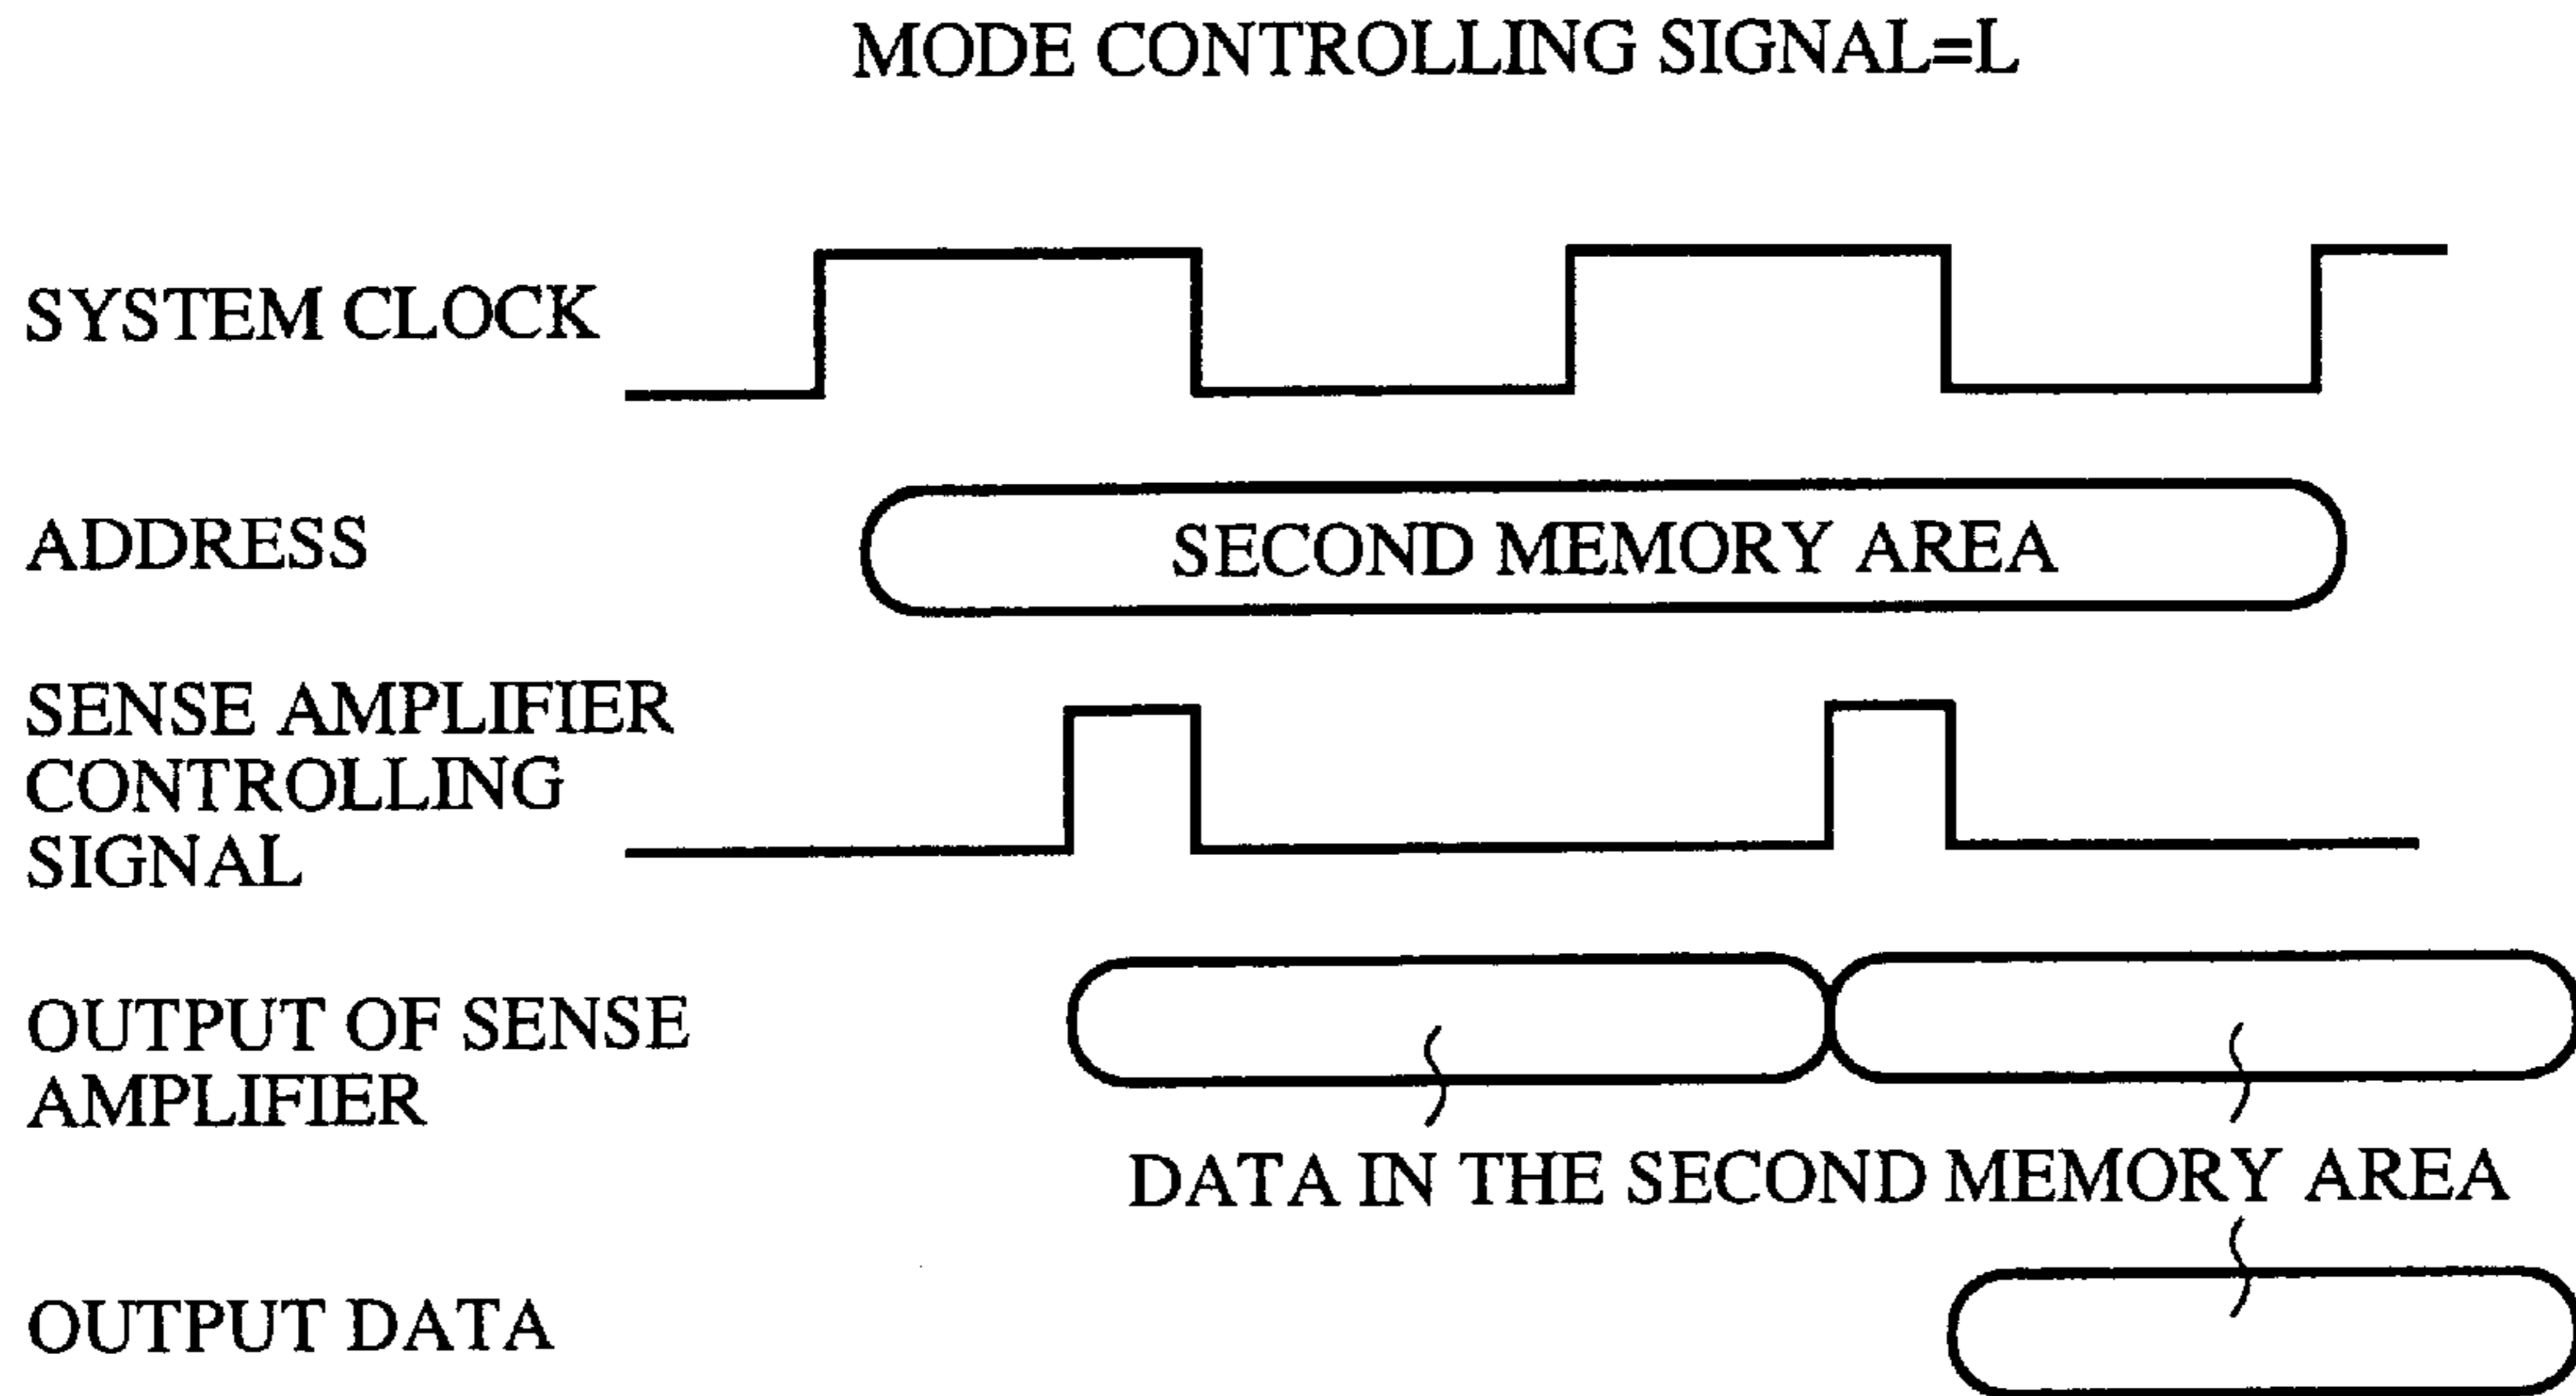 MODE CONTROLLING SIGNAL=L
SYSTEM CLOCK
ADDRESS
SECOND MEMORY AREA
SENSE AMPLIFIER
CONTROLLING
SIGNAL
OUTPUT OF SENSE
AMPLIFIER
DATA IN THE SECOND MEMORY AREA
OUTPUT DATA